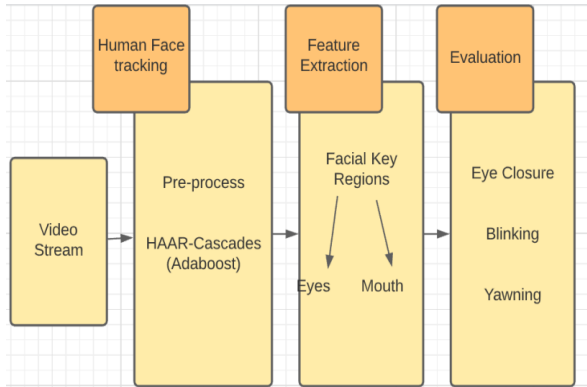 Human Face
tracking
Feature
Extraction
Evaluation
Video
Stream
Pre-process
HAAR-Cascades
(Adaboost)
Facial Key
Regions
Eyes
Mouth
Eye Closure
Blinking
Yawning